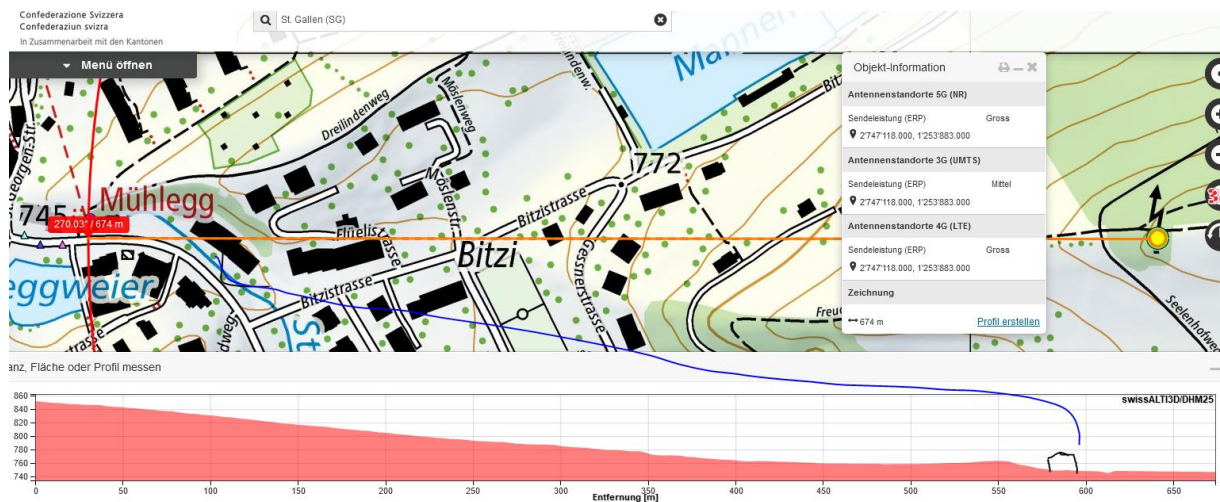 Confederazione Svizzera
Confederaziun svizra
In Zusammenarbeit mit den Kantonen
St. Gallen (SG)
Menü öffnen
Objekt-Information
Antennenstandorte 5G (NR)
Sendeleistung (ERP) Gross
2'747'118.000, 1'253'883.000
Antennenstandorte 3G (UMTS)
Sendeleistung (ERP) Mittel
2'747'118.000, 1'253'883.000
Antennenstandorte 4G (LTE)
Sendeleistung (ERP) Gross
2'747'118.000, 1'253'883.000
Zeichnung
674 m Profil erstellen
Dreilindenweg
Möslenweg
772
Mühlegg
745
270.03° / 674 m
Möslenstr.
Bitzistrasse
Bitzi
Gessnerstrasse
Bitzistrasse
eggweier
Seelenhofweg
anz, Fläche oder Profil messen
swissALTI3D/DHM25
860
840
820
800
780
760
740
0 50 100 150 200 250 300 350 400 450 500 550 600 650
Entfernung [m]